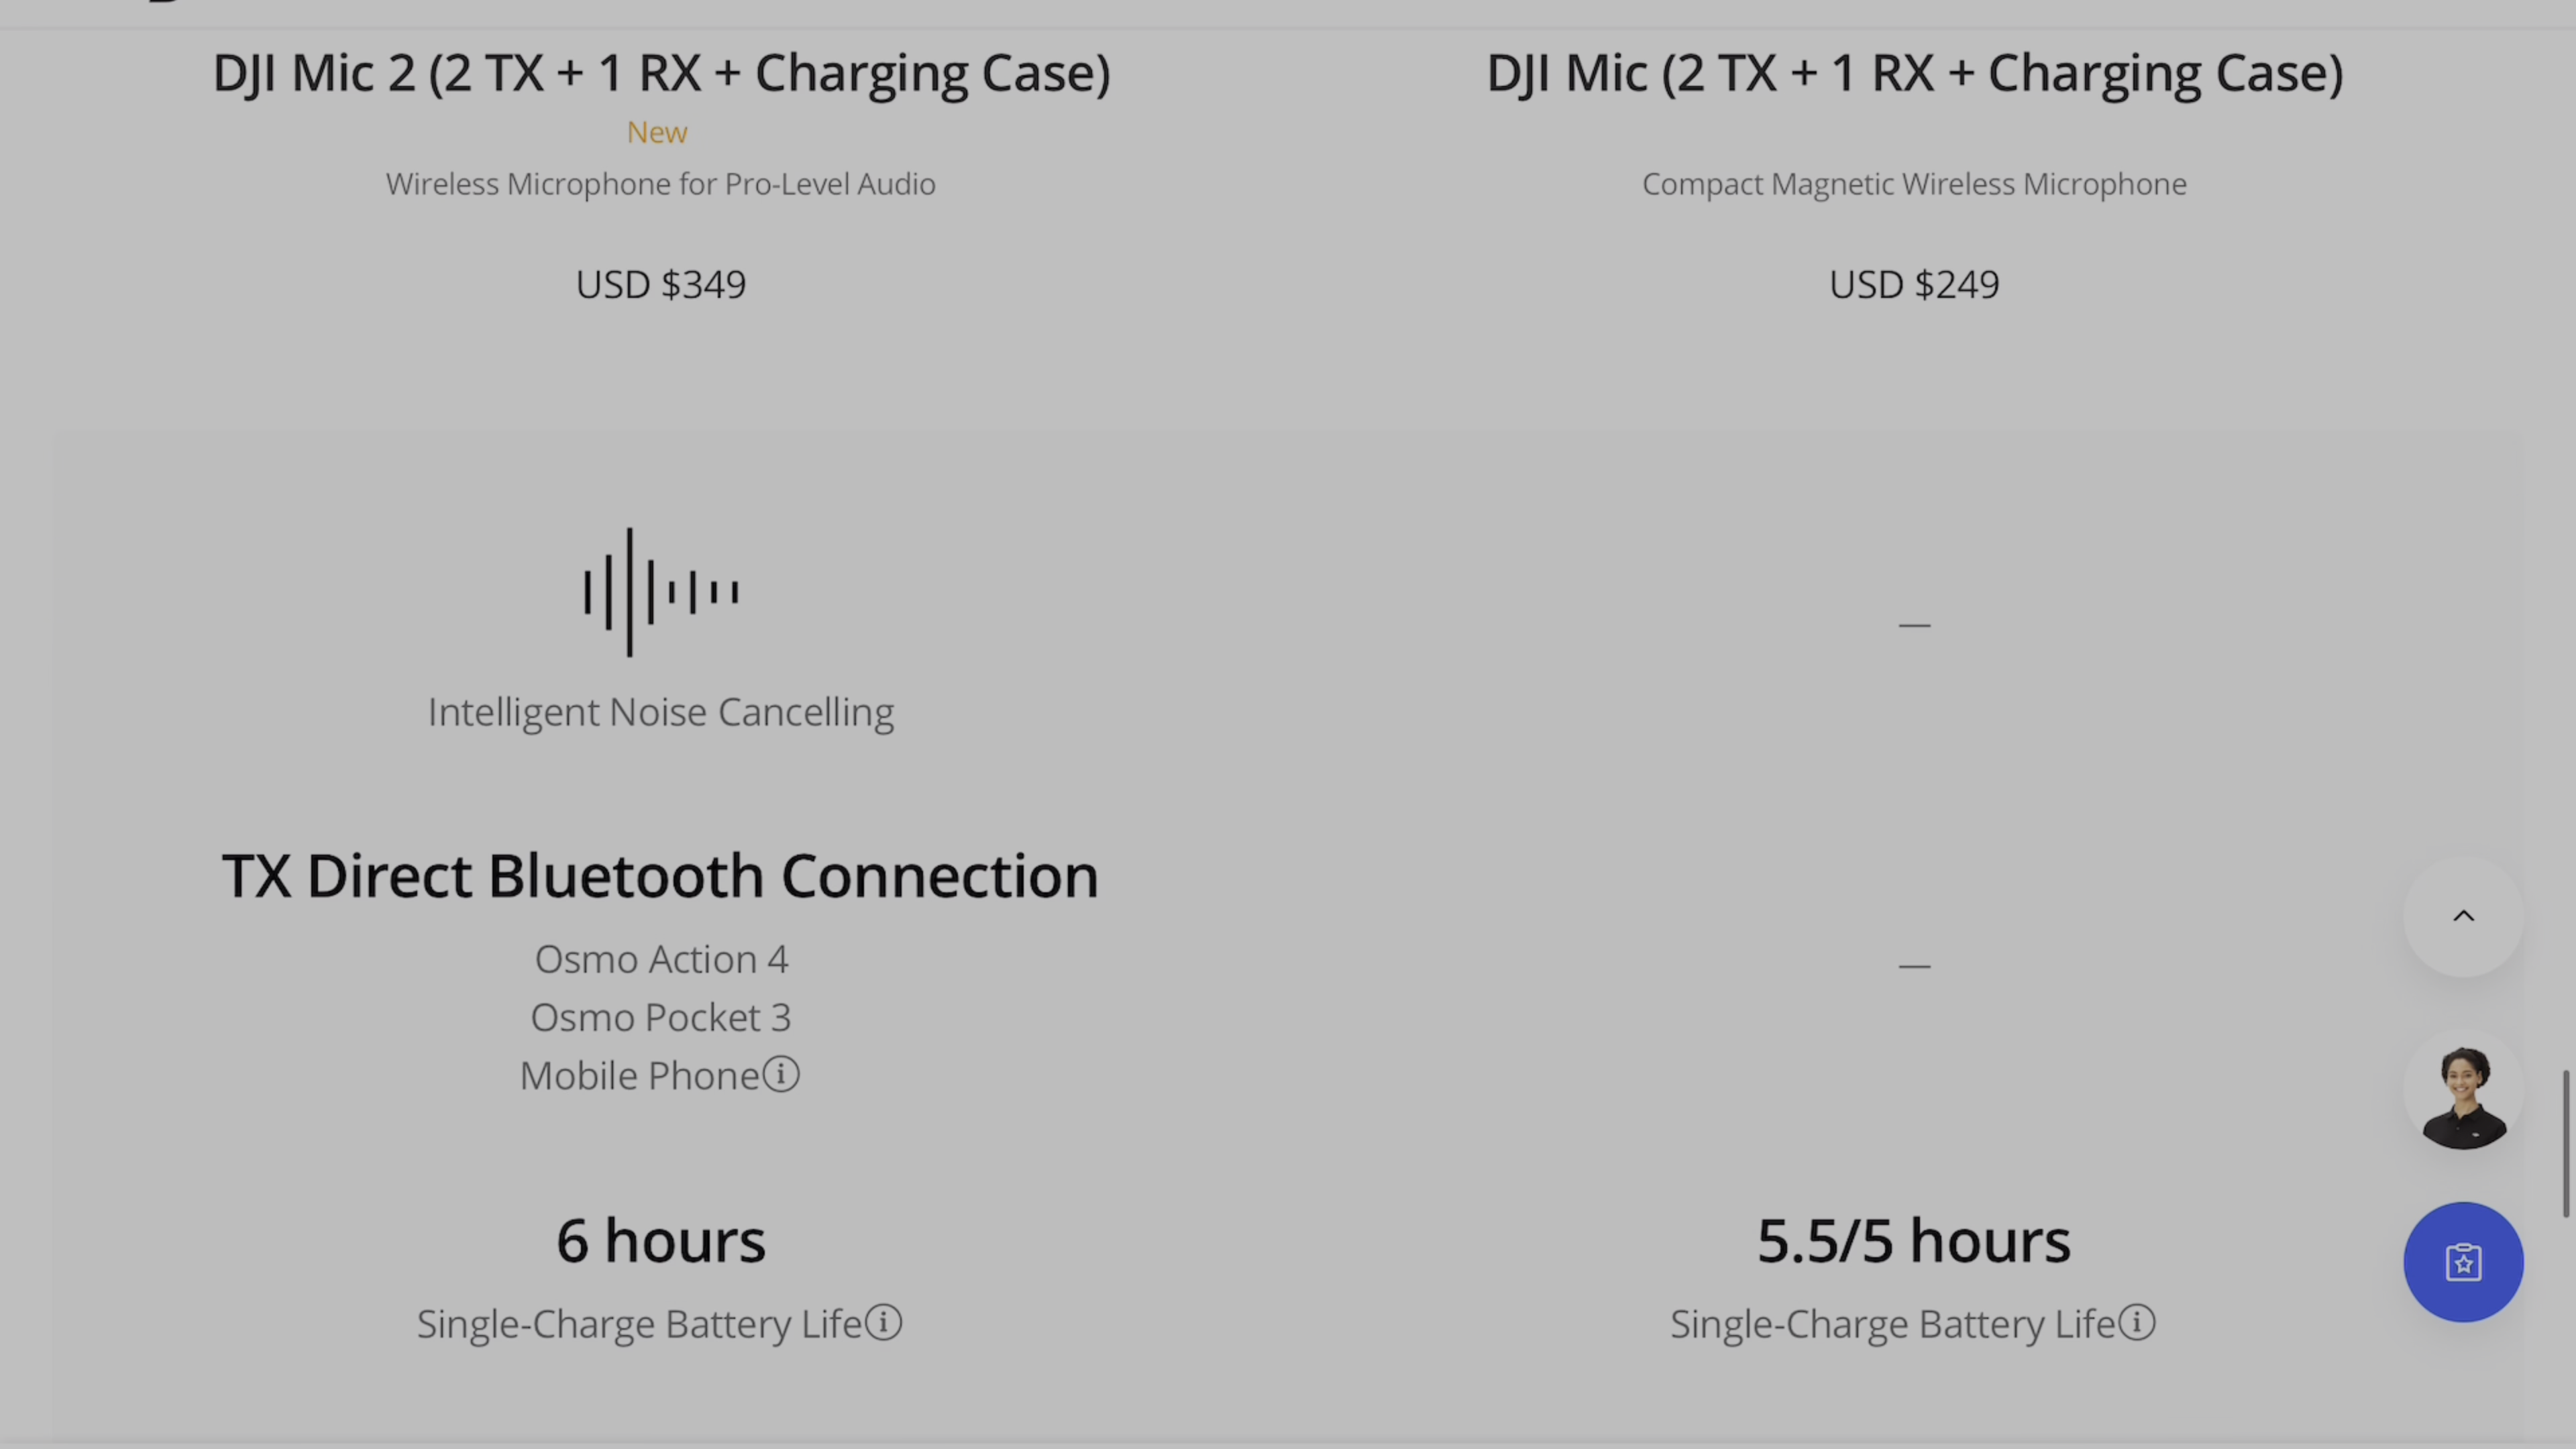 DJI Mic 2 (2 TX + 1 RX + Charging Case)
New
Wireless Microphone for Pro-Level Audio
USD $349
DJI Mic (2 TX + 1 RX + Charging Case)
Compact Magnetic Wireless Microphone
USD $249
Intelligent Noise Cancelling
—
TX Direct Bluetooth Connection
Osmo Action 4
Osmo Pocket 3
Mobile Phoneⓘ
—
6 hours
Single-Charge Battery Lifeⓘ
5.5/5 hours
Single-Charge Battery Lifeⓘ